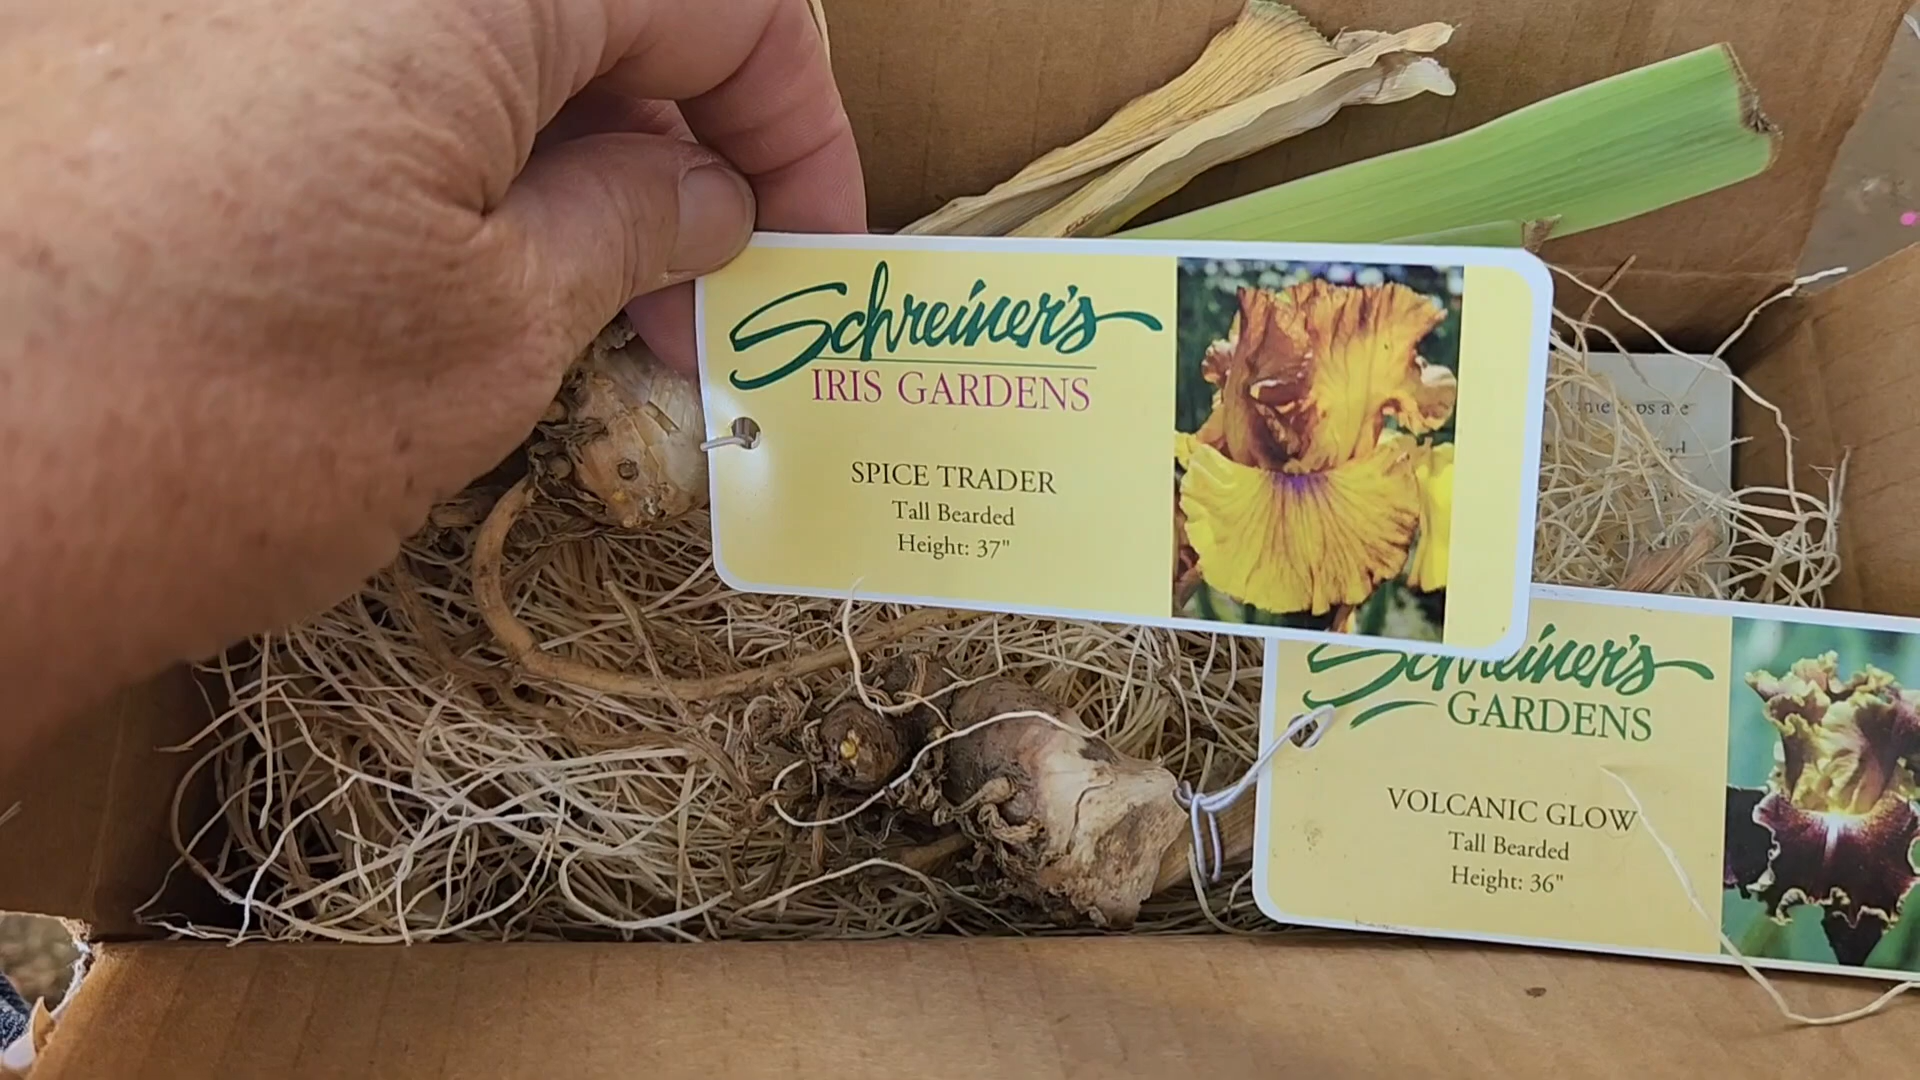 Schreiner's
IRIS GARDENS
SPICE TRADER
Tall Bearded
Height: 37"
Schreiner's
GARDENS
VOLCANIC GLOW
Tall Bearded
Height: 36"